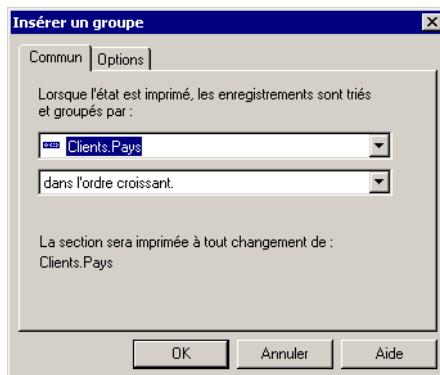 Insérer un groupe
Commun
Options
Lorsque l'état est imprimé, les enregistrements sont triés
et groupés par :
Clients.Pays
dans l'ordre croissant.
La section sera imprimée à tout changement de :
Clients.Pays
OK
Annuler
Aide